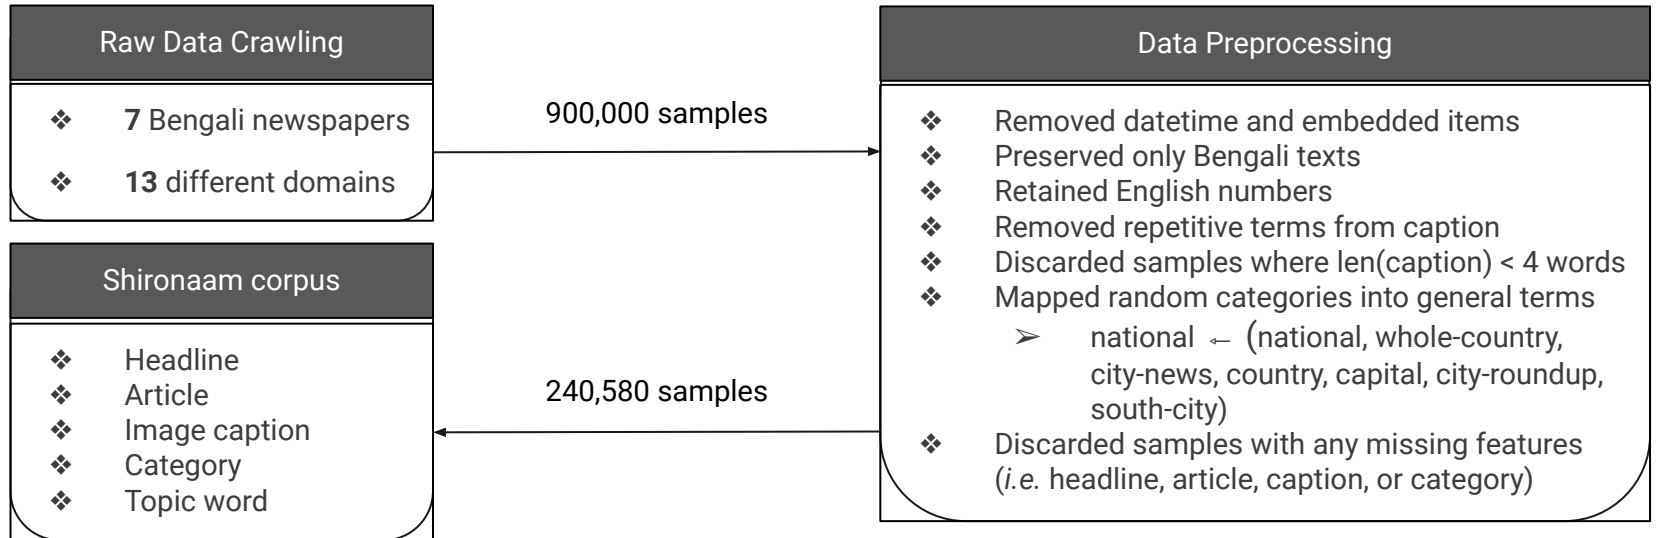 Raw Data Crawling
❖ 7 Bengali newspapers
❖ 13 different domains
900,000 samples
Data Preprocessing
❖ Removed datetime and embedded items
❖ Preserved only Bengali texts
❖ Retained English numbers
❖ Removed repetitive terms from caption
❖ Discarded samples where len(caption) < 4 words
❖ Mapped random categories into general terms
➢ national ← (national, whole-country,
city-news, country, capital, city-roundup,
south-city)
❖ Discarded samples with any missing features
(i.e. headline, article, caption, or category)
240,580 samples
Shironaam corpus
❖ Headline
❖ Article
❖ Image caption
❖ Category
❖ Topic word